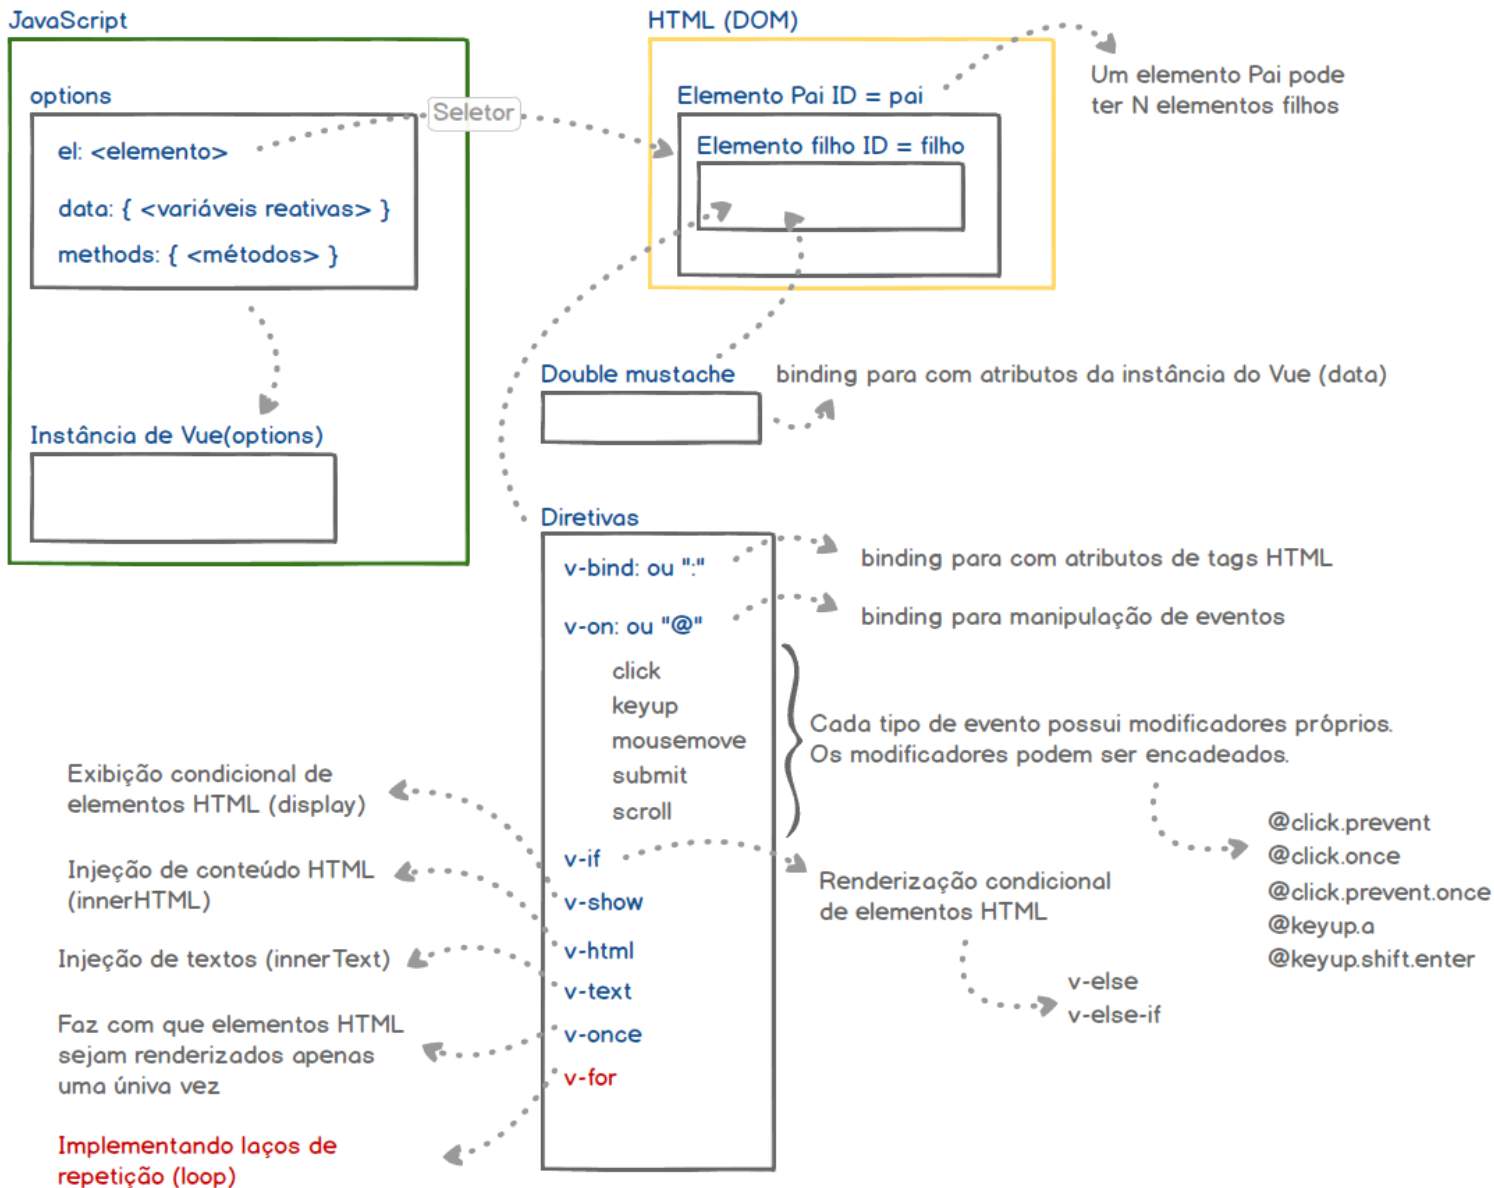 JavaScript
options
el: <elemento>
data: { <variáveis reativas> }
methods: { <métodos> }
Instância de Vue(options)
Seletor
HTML (DOM)
Elemento Pai ID = pai
Elemento filho ID = filho
Um elemento Pai pode
ter N elementos filhos
Double mustache
binding para com atributos da instância do Vue (data)
Diretivas
v-bind: ou ":"
binding para com atributos de tags HTML
v-on: ou "@"
binding para manipulação de eventos
click
keyup
mousemove
submit
scroll
Cada tipo de evento possui modificadores próprios.
Os modificadores podem ser encadeados.
@click.prevent
@click.once
@click.prevent.once
@keyup.a
@keyup.shift.enter
v-if
Renderização condicional
de elementos HTML
v-else
v-else-if
v-show
Exibição condicional de
elementos HTML (display)
v-html
Injeção de conteúdo HTML
(innerHTML)
v-text
Injeção de textos (innerText)
v-once
Faz com que elementos HTML
sejam renderizados apenas
uma úniva vez
v-for
Implementando laços de
repetição (loop)